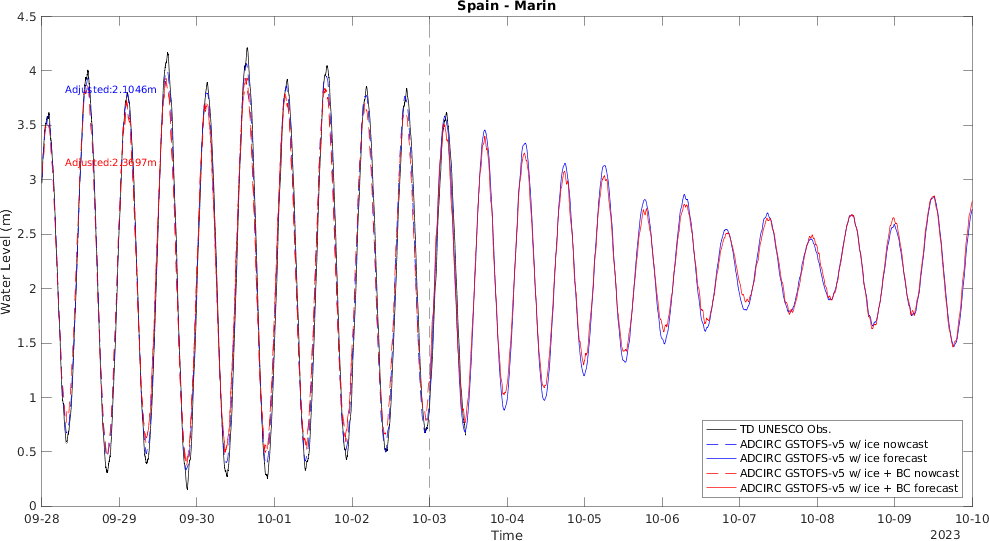 Spain - Marin
4.5
4
3.5
3
2.5
2
1.5
1
0.5
0
Water Level (m)
Adjusted:2.1046m
Adjusted:2.3697m
TD UNESCO Obs.
ADCIRC GSTOFS-v5 w/ ice nowcast
ADCIRC GSTOFS-v5 w/ ice forecast
ADCIRC GSTOFS-v5 w/ ice + BC nowcast
ADCIRC GSTOFS-v5 w/ ice + BC forecast
09-28 09-29 09-30 10-01 10-02 10-03 10-04 10-05 10-06 10-07 10-08 10-09 10-10
Time
2023